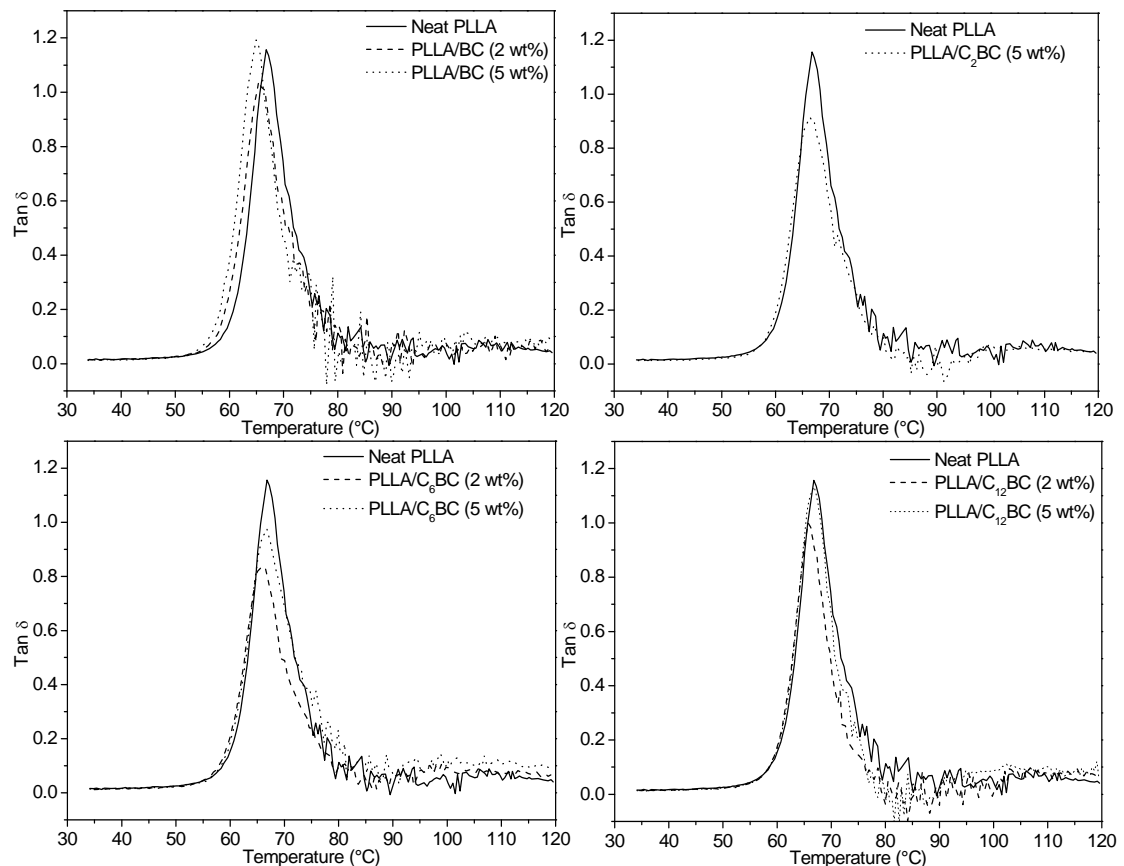 Neat PLLA
PLLA/BC (2 wt%)
PLLA/BC (5 wt%)
1.2
1.0
0.8
0.6
0.4
0.2
0.0
Tan δ
30 40 50 60 70 80 90 100 110 120
Temperature (°C)
Neat PLLA
PLLA/C₂BC (5 wt%)
1.2
1.0
0.8
0.6
0.4
0.2
0.0
Tan δ
30 40 50 60 70 80 90 100 110 120
Temperature (°C)
Neat PLLA
PLLA/C₆BC (2 wt%)
PLLA/C₆BC (5 wt%)
1.2
1.0
0.8
0.6
0.4
0.2
0.0
Tan δ
30 40 50 60 70 80 90 100 110 120
Temperature (°C)
Neat PLLA
PLLA/C₁₂BC (2 wt%)
PLLA/C₁₂BC (5 wt%)
1.2
1.0
0.8
0.6
0.4
0.2
0.0
Tan δ
30 40 50 60 70 80 90 100 110 120
Temperature (°C)